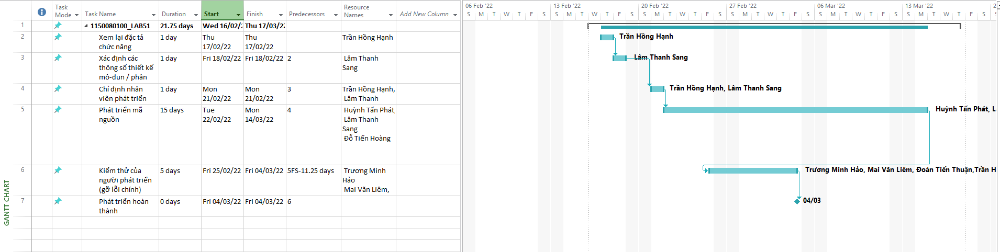 Task Mode
Task Name
Duration
Start
Finish
Predecessors
Resource Names
Add New Column
06 Feb '22
13 Feb '22
20 Feb '22
27 Feb '22
06 Mar '22
13 Mar '22
S M T W T F S S M T W T F S S M T W T F S S M T W T F S S M T W T F S S M T W T F S
1 1150080100_LAB51 21.75 days Wed 16/02/2 Thu 17/03/2
2 Xem lại đặc tả chức năng 1 day Thu 17/02/22 Thu 17/02/22 Trần Hồng Hạnh
3 Xác định các thông số thiết kế mô-đun / phân 1 day Fri 18/02/22 Fri 18/02/22 2 Lâm Thanh Sang
4 Chỉ định nhân viên phát triển 1 day Mon 21/02/22 Mon 21/02/22 3 Trần Hồng Hạnh, Lâm Thanh
5 Phát triển mã nguồn 15 days Tue 22/02/22 Mon 14/03/22 4 Huỳnh Tấn Phát Lâm Thanh Sang Đỗ Tiến Hoàng
6 Kiểm thử của người phát triển (gỡ lỗi chính) 5 days Fri 25/02/22 Fri 04/03/22 5FS-11.25 days Trương Minh Hảo Mai Văn Liêm,
7 Phát triển hoàn thành 0 days Fri 04/03/22 Fri 04/03/22 6
Trần Hồng Hạnh
Lâm Thanh Sang
Trần Hồng Hạnh, Lâm Thanh Sang
Huỳnh Tấn Phát, L
Trương Minh Hảo, Mai Văn Liêm, Đoàn Tiến Thuận,Trần H
04/03
GANTT CHART